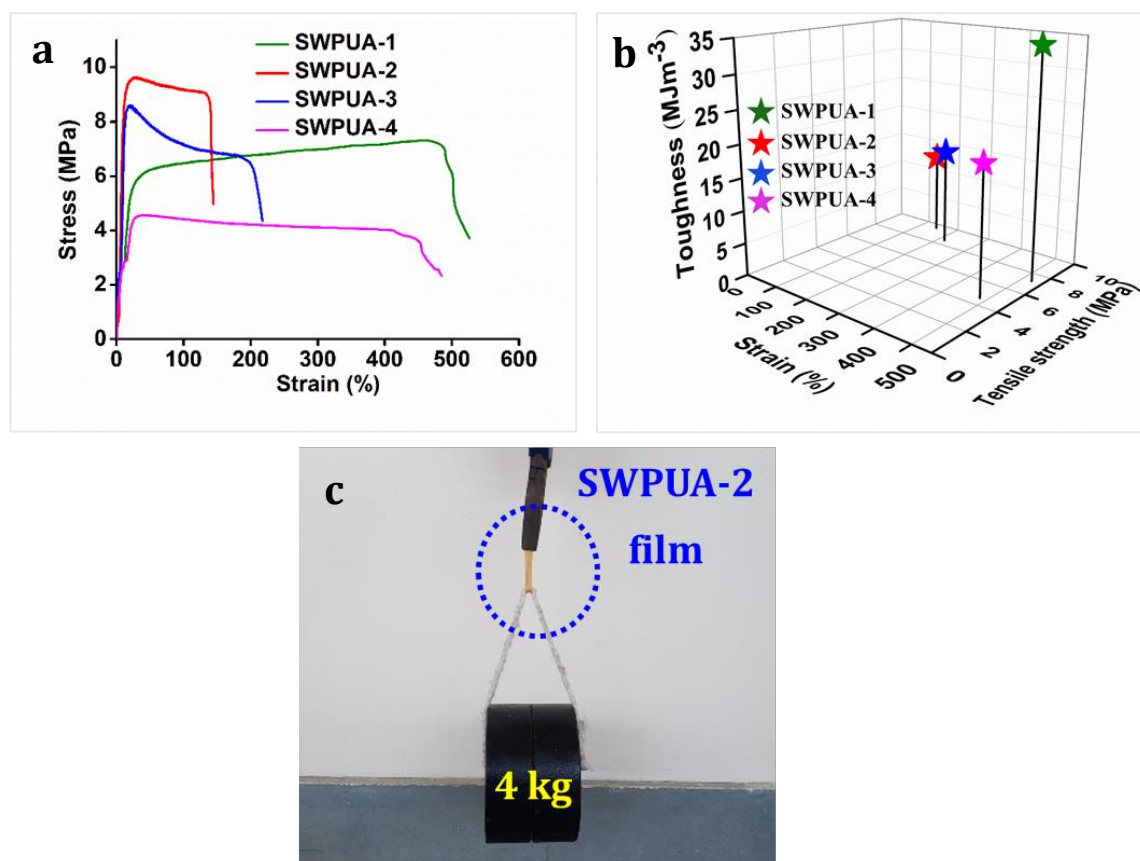 a
SWPUA-1
SWPUA-2
SWPUA-3
SWPUA-4
Stress (MPa)
10
8
6
4
2
0
0 100 200 300 400 500 600
Strain (%)
b
Toughness (MJm-3)
35
30
25
20
15
10
5
0
SWPUA-1
SWPUA-2
SWPUA-3
SWPUA-4
0 100 200 300 400 500
Strain (%)
0 2 4 6 8 10
Tensile strength (MPa)
c
SWPUA-2
film
4 kg